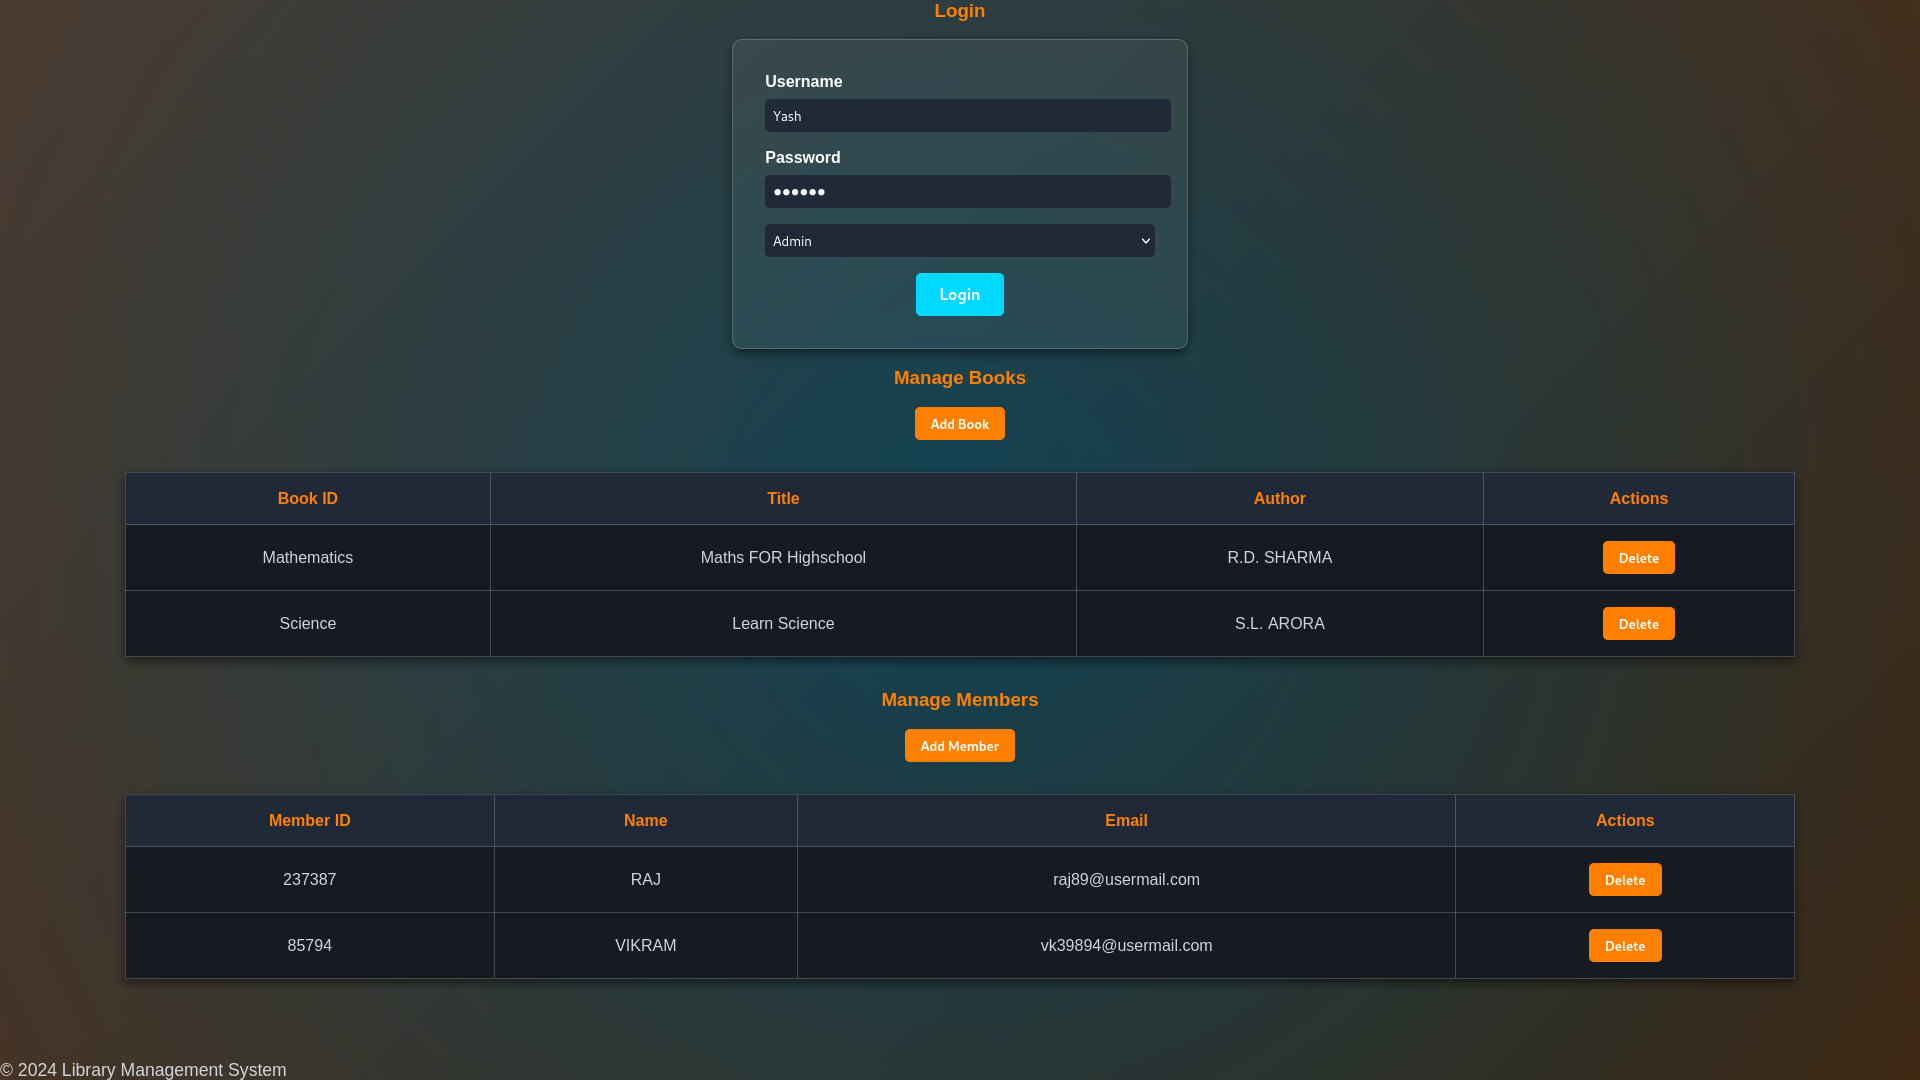 Login
Username
Yash
Password
●●●●●●
Admin
Login
Manage Books
Add Book
Book ID Title Author Actions
Mathematics Maths FOR Highschool R.D. SHARMA Delete
Science Learn Science S.L. ARORA Delete
Manage Members
Add Member
Member ID Name Email Actions
237387 RAJ raj89@usermail.com Delete
85794 VIKRAM vk39894@usermail.com Delete
© 2024 Library Management System